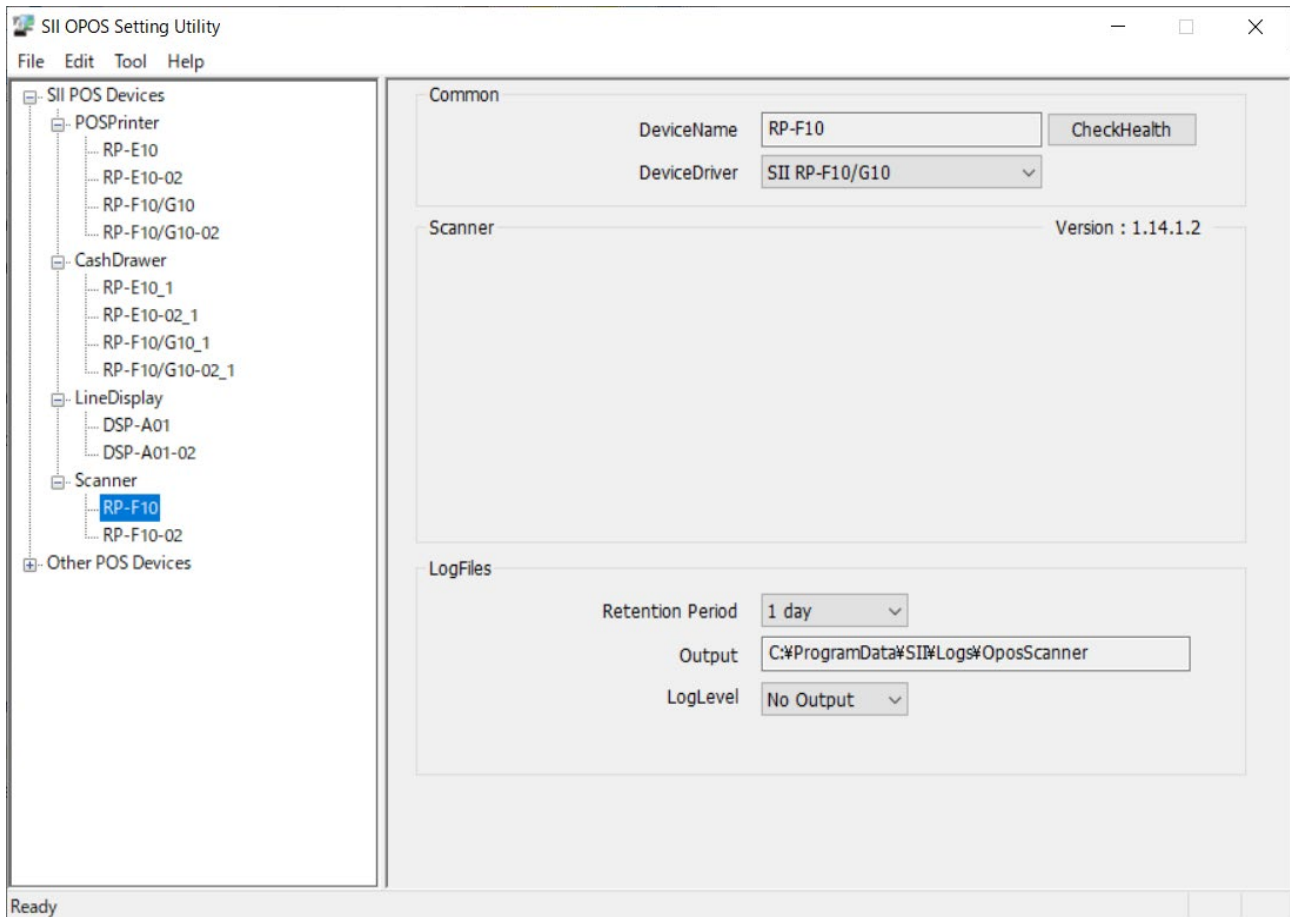 SII OPOS Setting Utility
File Edit Tool Help
SII POS Devices
POSPrinter
RP-E10
RP-E10-02
RP-F10/G10
RP-F10/G10-02
CashDrawer
RP-E10_1
RP-E10-02_1
RP-F10/G10_1
RP-F10/G10-02_1
LineDisplay
DSP-A01
DSP-A01-02
Scanner
RP-F10
RP-F10-02
Other POS Devices
Common
DeviceName RP-F10 CheckHealth
DeviceDriver SII RP-F10/G10
Scanner Version : 1.14.1.2
LogFiles
Retention Period 1 day
Output C:¥ProgramData¥SII¥Logs¥OposScanner
LogLevel No Output
Ready